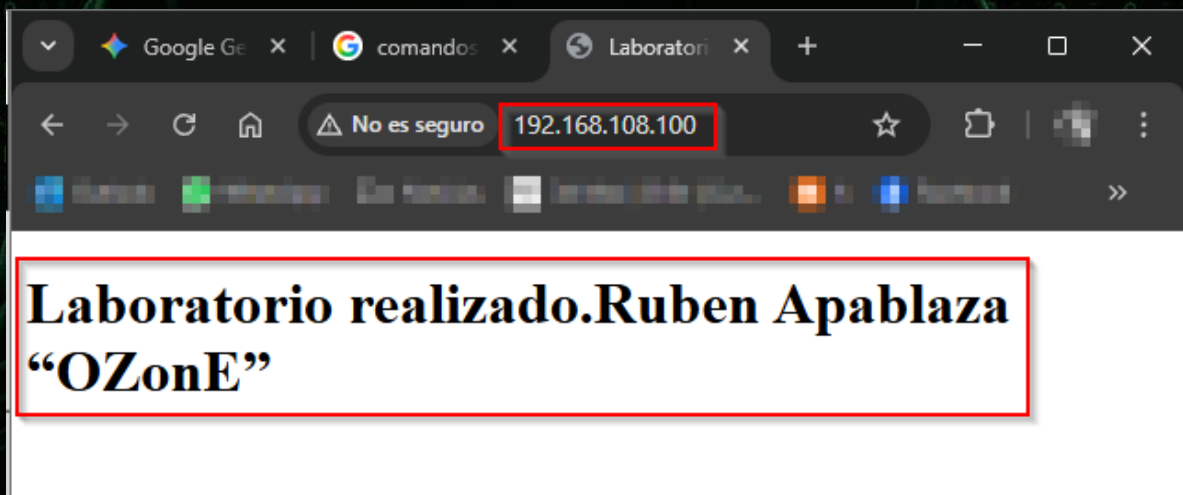 Google Ge
comandos
Laboratori
No es seguro
192.168.108.100
Laboratorio realizado.Ruben Apablaza
“OZonE”